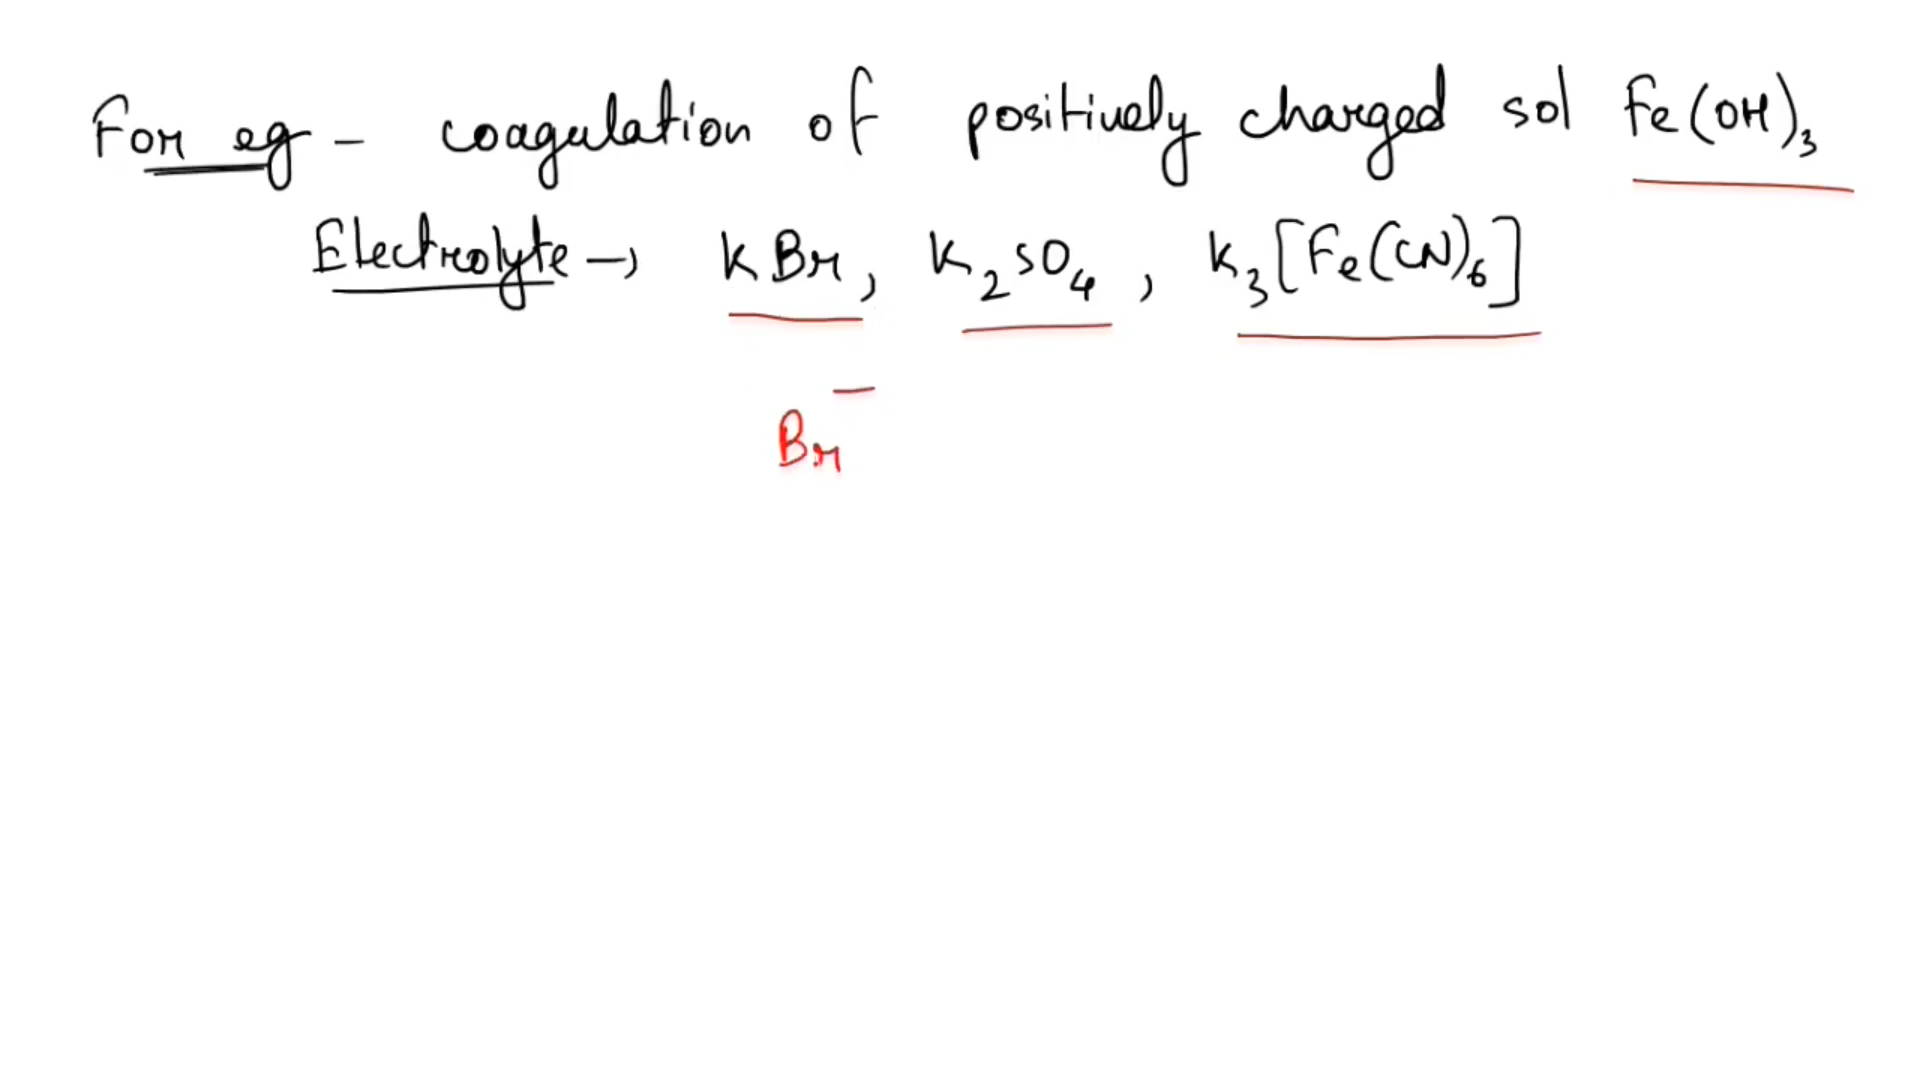 For eg - coagulation of positively charged sol Fe(OH)₃
Electrolyte → KBr, K₂SO₄, K₃[Fe(CN)₆]
Br⁻